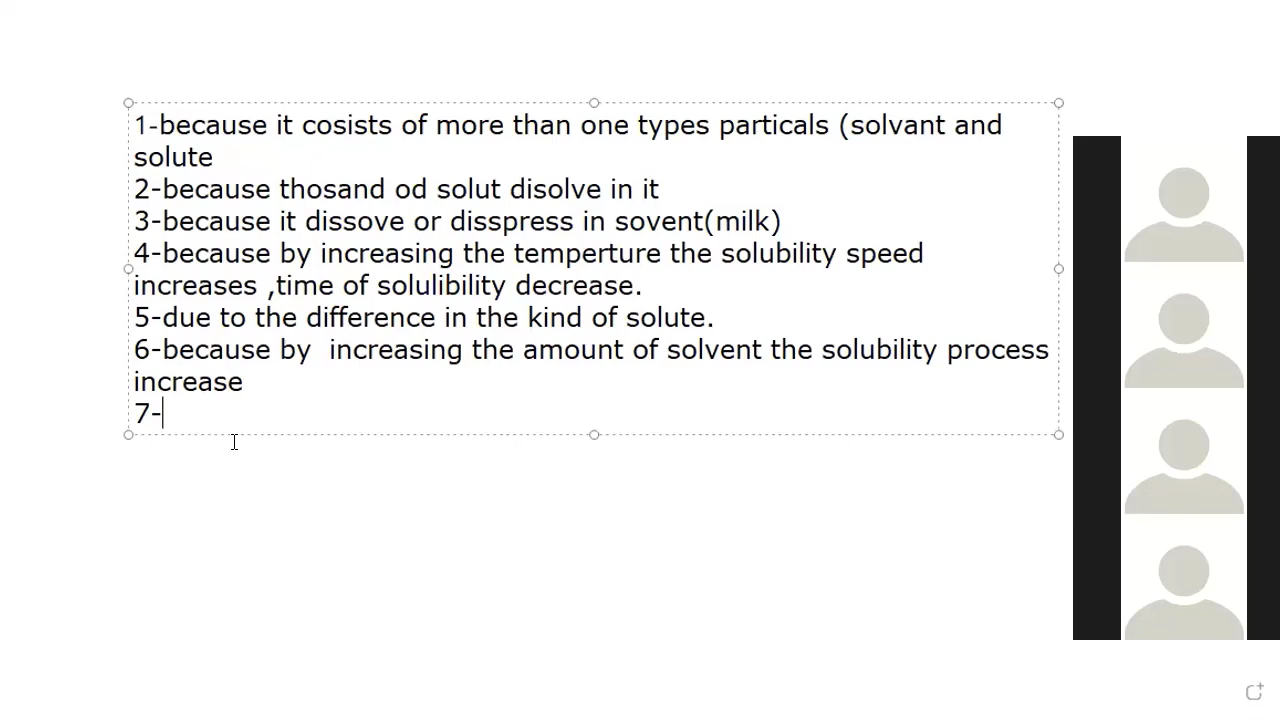 1-because it cosists of more than one types particals (solvant and
solute
2-because thosand od solut disolve in it
3-because it dissove or disspress in sovent(milk)
4-because by increasing the temperture the solubility speed
increases ,time of solulibility decrease.
5-due to the difference in the kind of solute.
6-because by  increasing the amount of solvent the solubility process
increase
7-